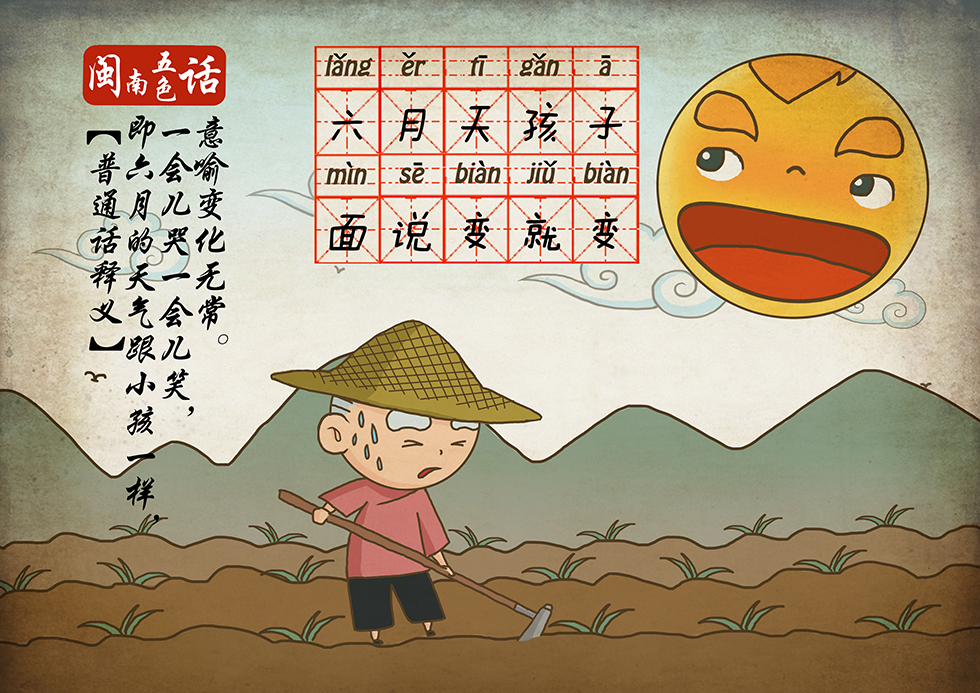 闽南五色话
lǎng ěr tī gǎn ā
六月天孩子
mìn sē biàn jiǔ biàn
面说变就变
【普通话释义】
即六月的天气跟小孩一样，
一会儿哭一会儿笑，
意喻变化无常。